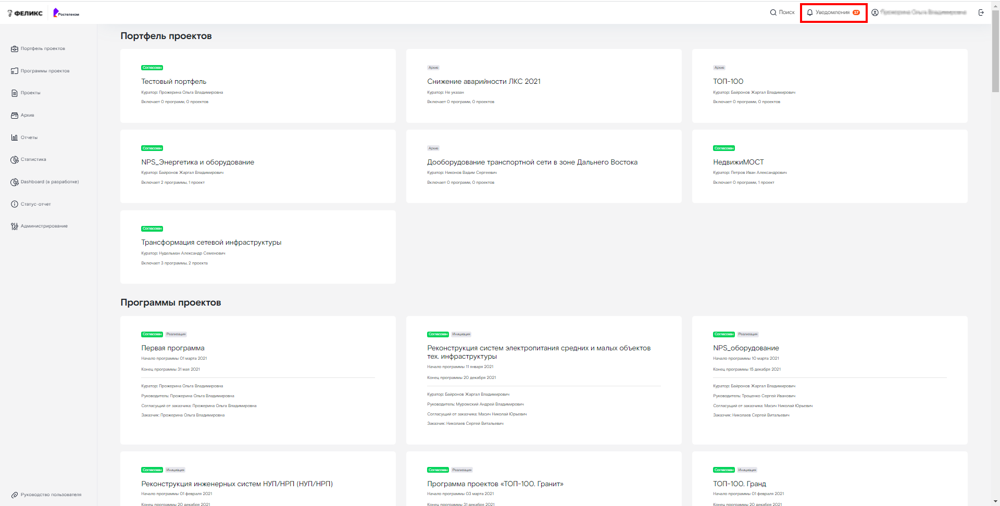 ФЕЛИКС
Ростелеком
Поиск
Уведомления 17
Портфель проектов
Программы проектов
Проекты
Архив
Отчеты
Статистика
Dashboard (в разработке)
Статус-отчет
Администрирование
Руководство пользователя
Портфель проектов
Согласован
Тестовый портфель
Куратор: Прожерина Ольга Владимировна
Включает 0 программ, 0 проектов
Архив
Снижение аварийности ЛКС 2021
Куратор: Не указан
Включает 0 программ, 0 проектов
Архив
ТОП-100
Куратор: Байронов Жаргал Владимирович
Включает 0 программ, 0 проектов
Согласован
NPS_Энергетика и оборудование
Куратор: Байронов Жаргал Владимирович
Включает 2 программы, 1 проект
Архив
Дооборудование транспортной сети в зоне Дальнего Востока
Куратор: Никонов Вадим Сергеевич
Включает 0 программ, 0 проектов
Согласован
НедвижиМОСТ
Куратор: Петров Иван Александрович
Включает 0 программ, 1 проект
Согласован
Трансформация сетевой инфраструктуры
Куратор: Нудельман Александр Семенович
Включает 3 программы, 2 проекта
Программы проектов
Согласован Реализация
Первая программа
Начало программы 01 марта 2021
Конец программы 31 мая 2021
Куратор: Прожерина Ольга Владимировна
Руководитель: Прожерина Ольга Владимировна
Согласущий от заказчика: Прожерина Ольга Владимировна
Заказчик: Прожерина Ольга Владимировна
Согласован Инициация
Реконструкция систем электропитания средних и малых объектов
тех. инфраструктуры
Начало программы 11 января 2021
Конец программы 20 декабря 2021
Куратор: Байронов Жаргал Владимирович
Руководитель: Муромский Андрей Владимирович
Согласущий от заказчика: Масич Николай Юрьевич
Заказчик: Николаев Сергей Витальевич
Согласован Реализация
NPS_оборудование
Начало программы 10 марта 2021
Конец программы 15 декабря 2021
Куратор: Байронов Жаргал Владимирович
Руководитель: Троценко Сергей Иванович
Согласущий от заказчика: Масич Николай Юрьевич
Заказчик: Николаев Сергей Витальевич
Согласован Инициация
Реконструкция инженерных систем НУП/НРП (НУП/НРП)
Начало программы 01 февраля 2021
Конец программы 20 декабря 2021
Согласован Реализация
Программа проектов «ТОП-100. Гранит»
Начало программы 03 марта 2021
Конец программы 31 декабря 2021
Согласован Инициация
ТОП-100. Гранд
Начало программы 01 февраля 2021
Конец программы 20 декабря 2021